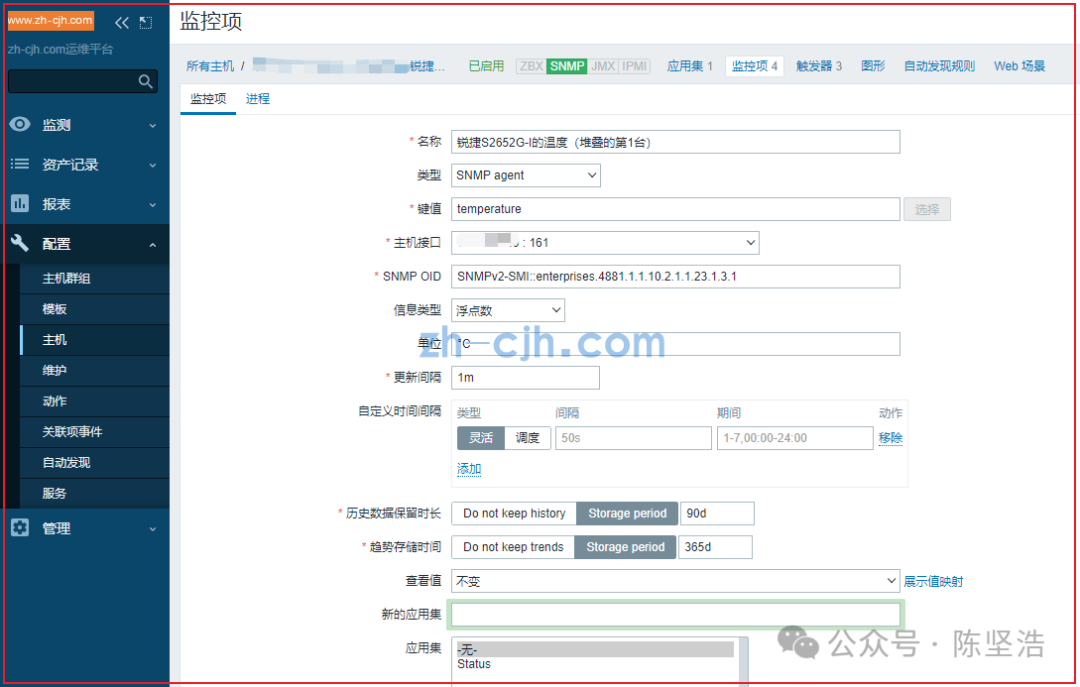 www.zh-cjh.com
zh-cjh.com运维平台
监测
资产记录
报表
配置
主机群组
模板
主机
维护
动作
关联项事件
自动发现
服务
管理
监控项
所有主机 / 锐捷... 已启用 ZBX SNMP JMX IPMI 应用集 1 监控项 4 触发器 3 图形 自动发现规则 Web 场景
监控项 进程
* 名称 锐捷S2652G-I的温度（堆叠的第1台）
类型 SNMP agent
* 键值 temperature 选择
* 主机接口 : 161
* SNMP OID SNMPv2-SMI::enterprises.4881.1.1.10.2.1.1.23.1.3.1
信息类型 浮点数
单位 °C
zh-cjh.com
* 更新间隔 1m
自定义时间间隔 类型 间隔 期间 动作
灵活 调度 50s 1-7,00:00-24:00 移除
添加
* 历史数据保留时长 Do not keep history Storage period 90d
* 趋势存储时间 Do not keep trends Storage period 365d
查看值 不变 展示值映射
新的应用集
应用集 -无-
Status
公众号 · 陈坚浩